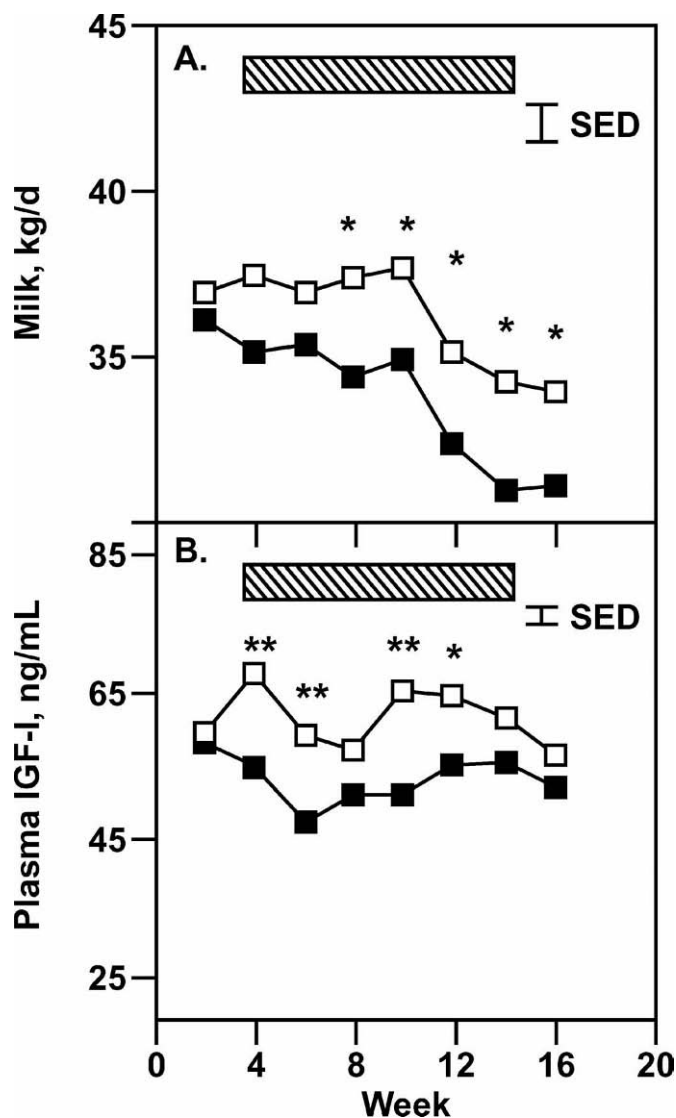 45
A.
SED
40
* * * * *
Milk, kg/d
35
85
B.
SED
** ** ** *
65
Plasma IGF-I, ng/mL
45
25
0 4 8 12 16 20
Week